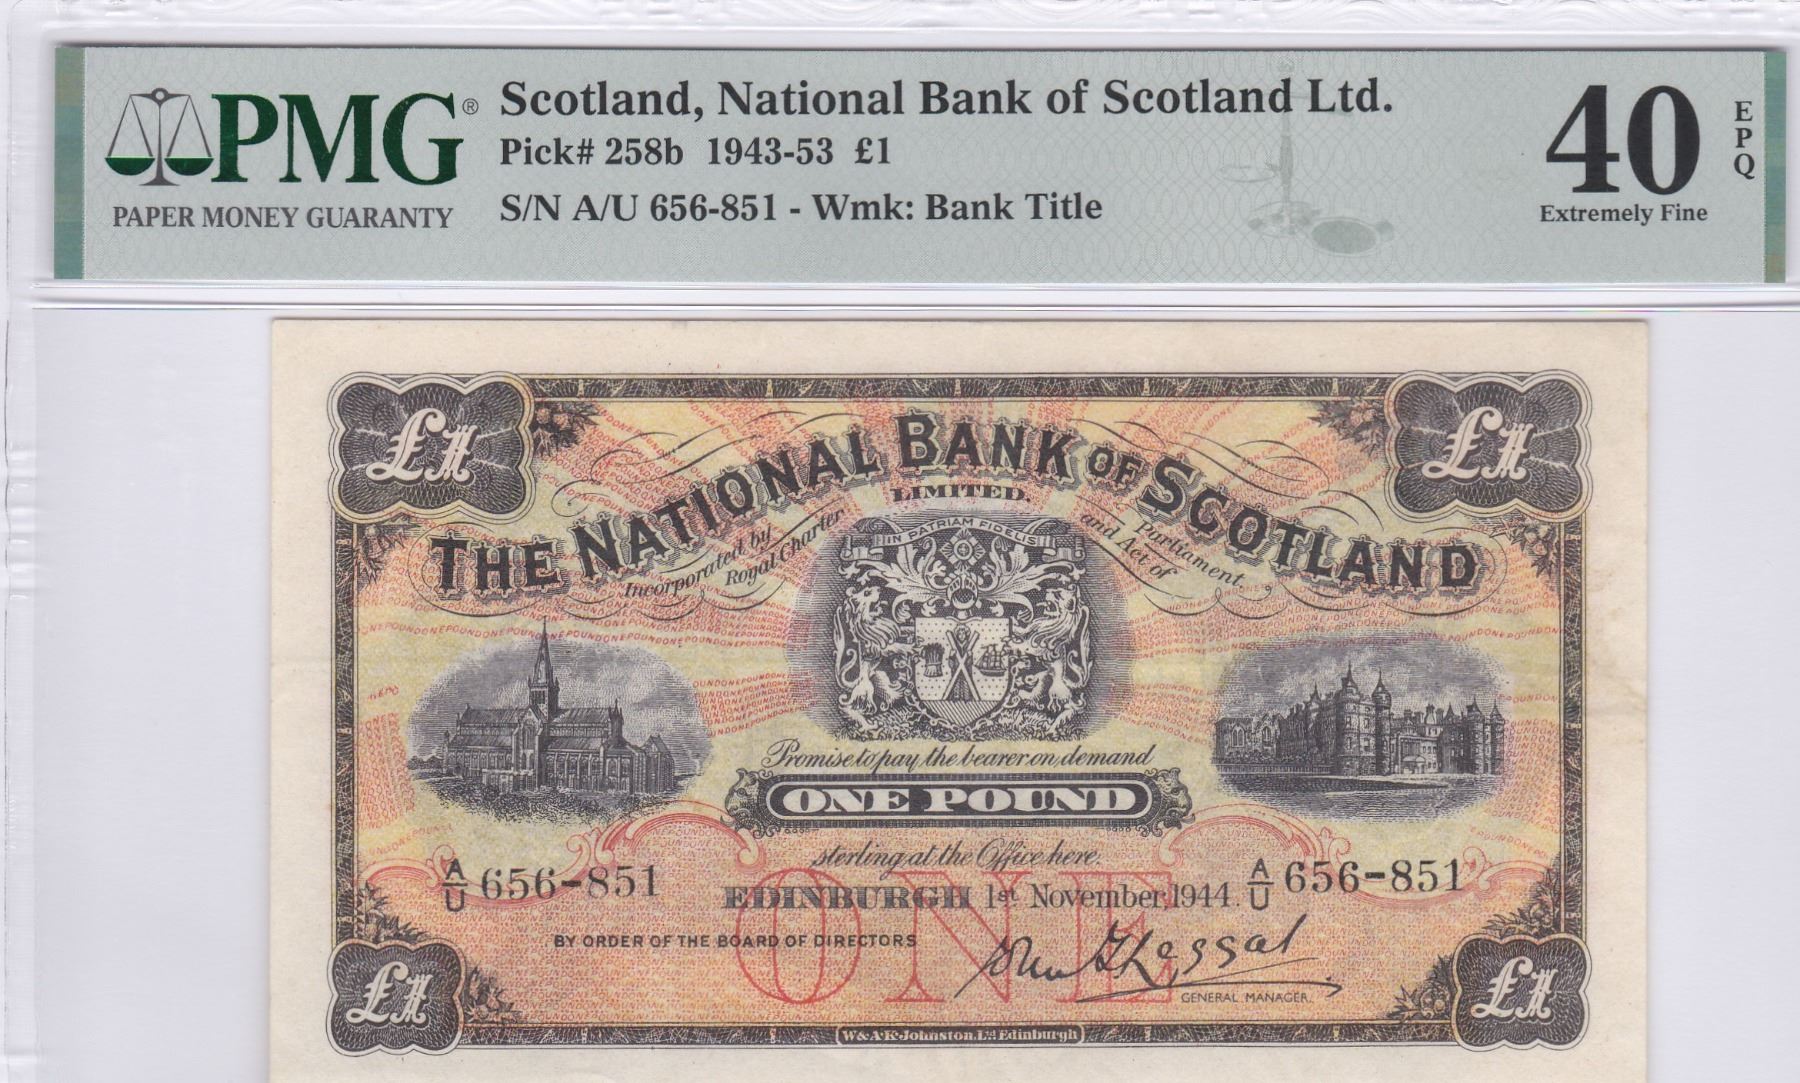 PMG®
PAPER MONEY GUARANTY
Scotland, National Bank of Scotland Ltd.
Pick# 258b 1943-53 £1
S/N A/U 656-851 - Wmk: Bank Title
40
EPQ
Extremely Fine
£1
£1
THE NATIONAL BANK OF SCOTLAND
LIMITED.
Incorporated by
Royal Charter
and Act of
Parliament.
IN PATRIAM FIDELIS
Promise to pay the bearer on demand
ONE POUND
sterling at the Office here.
A/U 656-851
A/U 656-851
EDINBURGH 1st November, 1944.
ONE
BY ORDER OF THE BOARD OF DIRECTORS
GENERAL MANAGER.
£1
£1
W & A K Johnston, Ltd Edinburgh